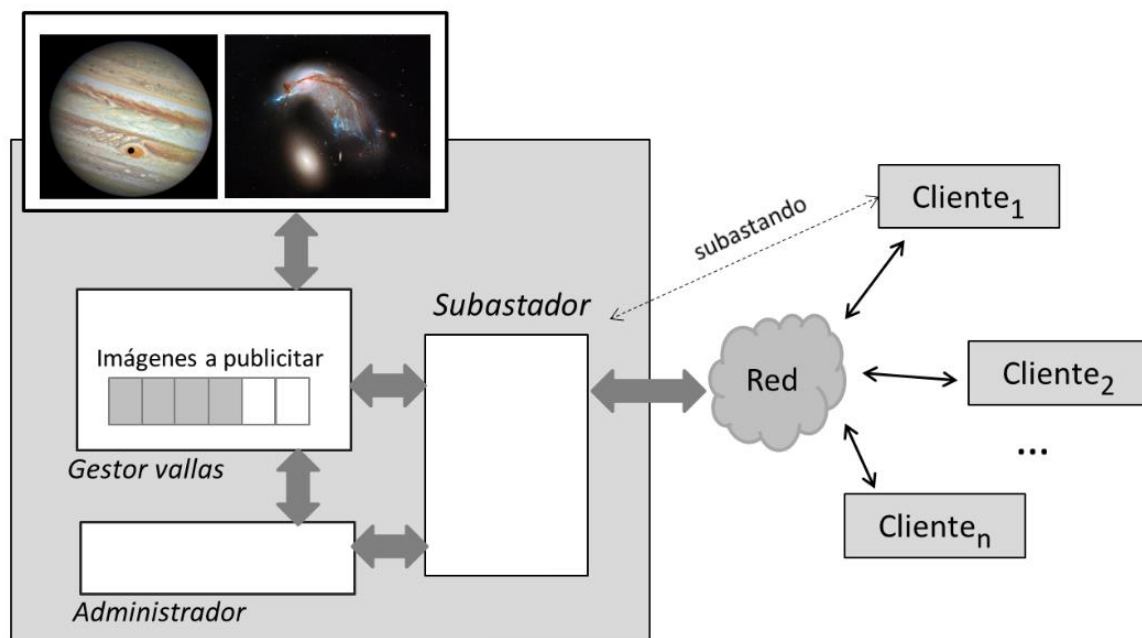 subastando
Cliente1
Subastador
Imágenes a publicitar
Red
Cliente2
...
Gestor vallas
Clienten
Administrador